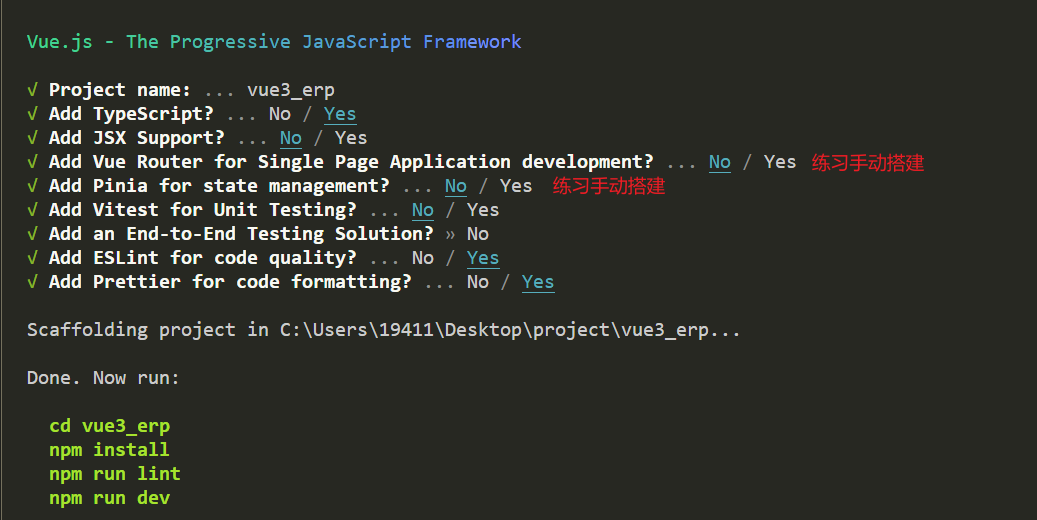 Vue.js - The Progressive JavaScript Framework
√ Project name: ... vue3_erp
√ Add TypeScript? ... No / Yes
√ Add JSX Support? ... No / Yes
√ Add Vue Router for Single Page Application development? ... No / Yes 练习手动搭建
√ Add Pinia for state management? ... No / Yes 练习手动搭建
√ Add Vitest for Unit Testing? ... No / Yes
√ Add an End-to-End Testing Solution? » No
√ Add ESLint for code quality? ... No / Yes
√ Add Prettier for code formatting? ... No / Yes
Scaffolding project in C:\Users\19411\Desktop\project\vue3_erp...
Done. Now run:
cd vue3_erp
npm install
npm run lint
npm run dev